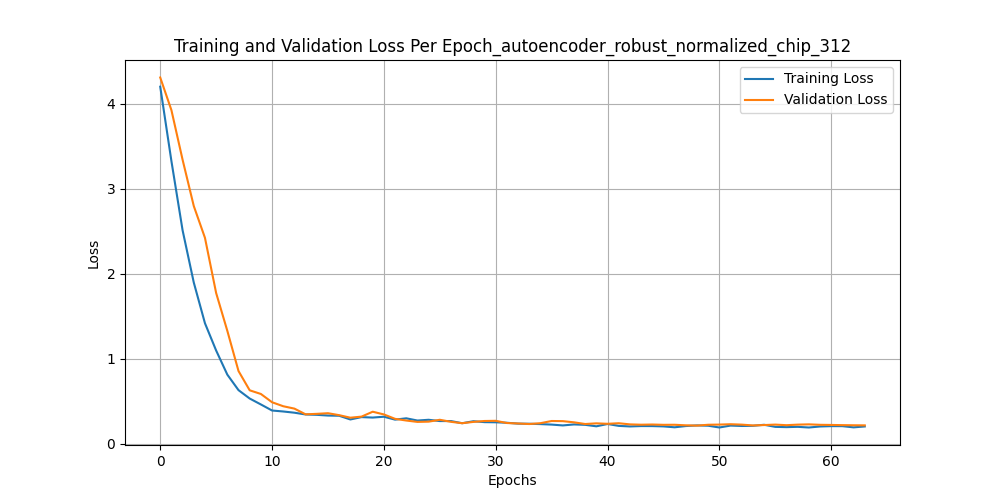 Training and Validation Loss Per Epoch_autoencoder_robust_normalized_chip_312
Training Loss
Validation Loss
Loss
4
3
2
1
0
0 10 20 30 40 50 60
Epochs